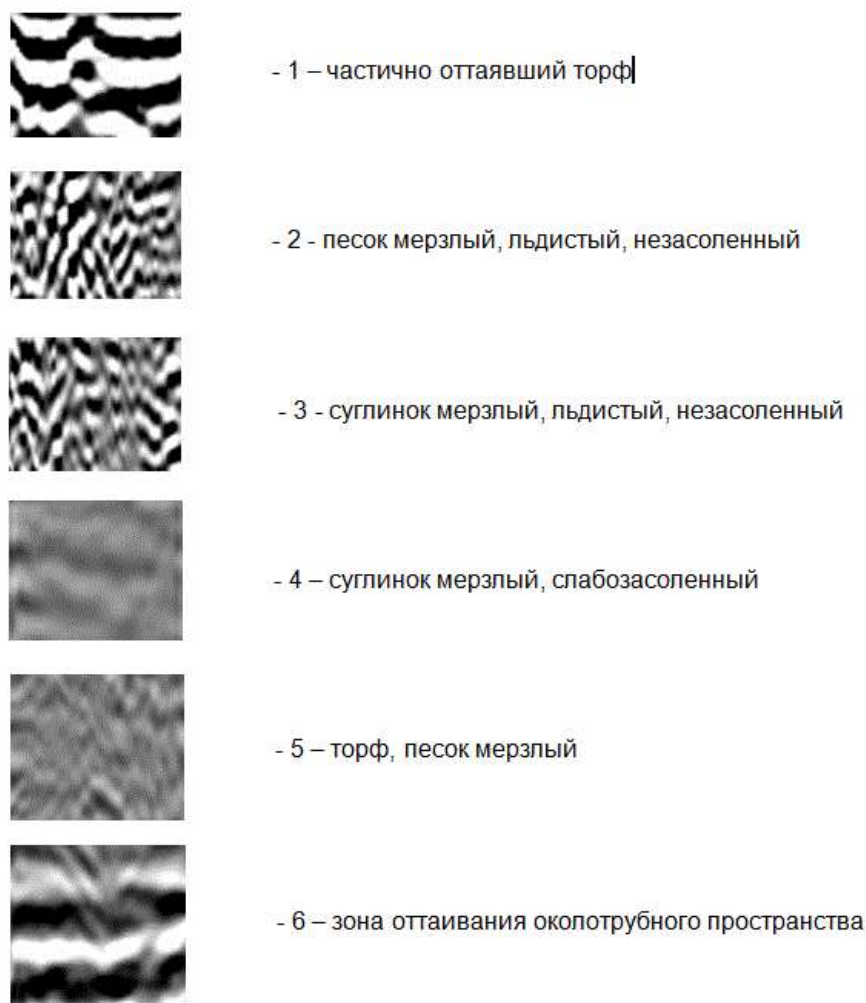 - 1 – частично оттаявший торф
- 2 - песок мерзлый, льдистый, незасоленный
- 3 - суглинок мерзлый, льдистый, незасоленный
- 4 – суглинок мерзлый, слабозасоленный
- 5 – торф, песок мерзлый
- 6 – зона оттаивания околотрубного пространства